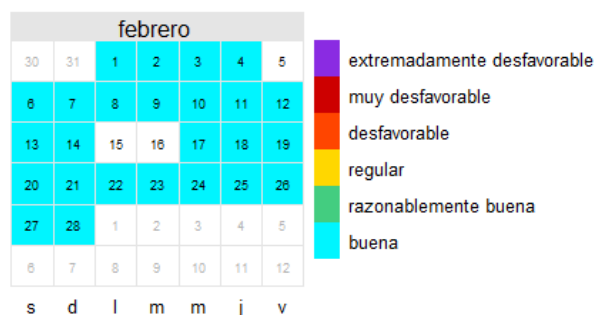 febrero
30 31 1 2 3 4 5
6 7 8 9 10 11 12
13 14 15 16 17 18 19
20 21 22 23 24 25 26
27 28 1 2 3 4 5
6 7 8 9 10 11 12
s d l m m j v
extremadamente desfavorable
muy desfavorable
desfavorable
regular
razonablemente buena
buena